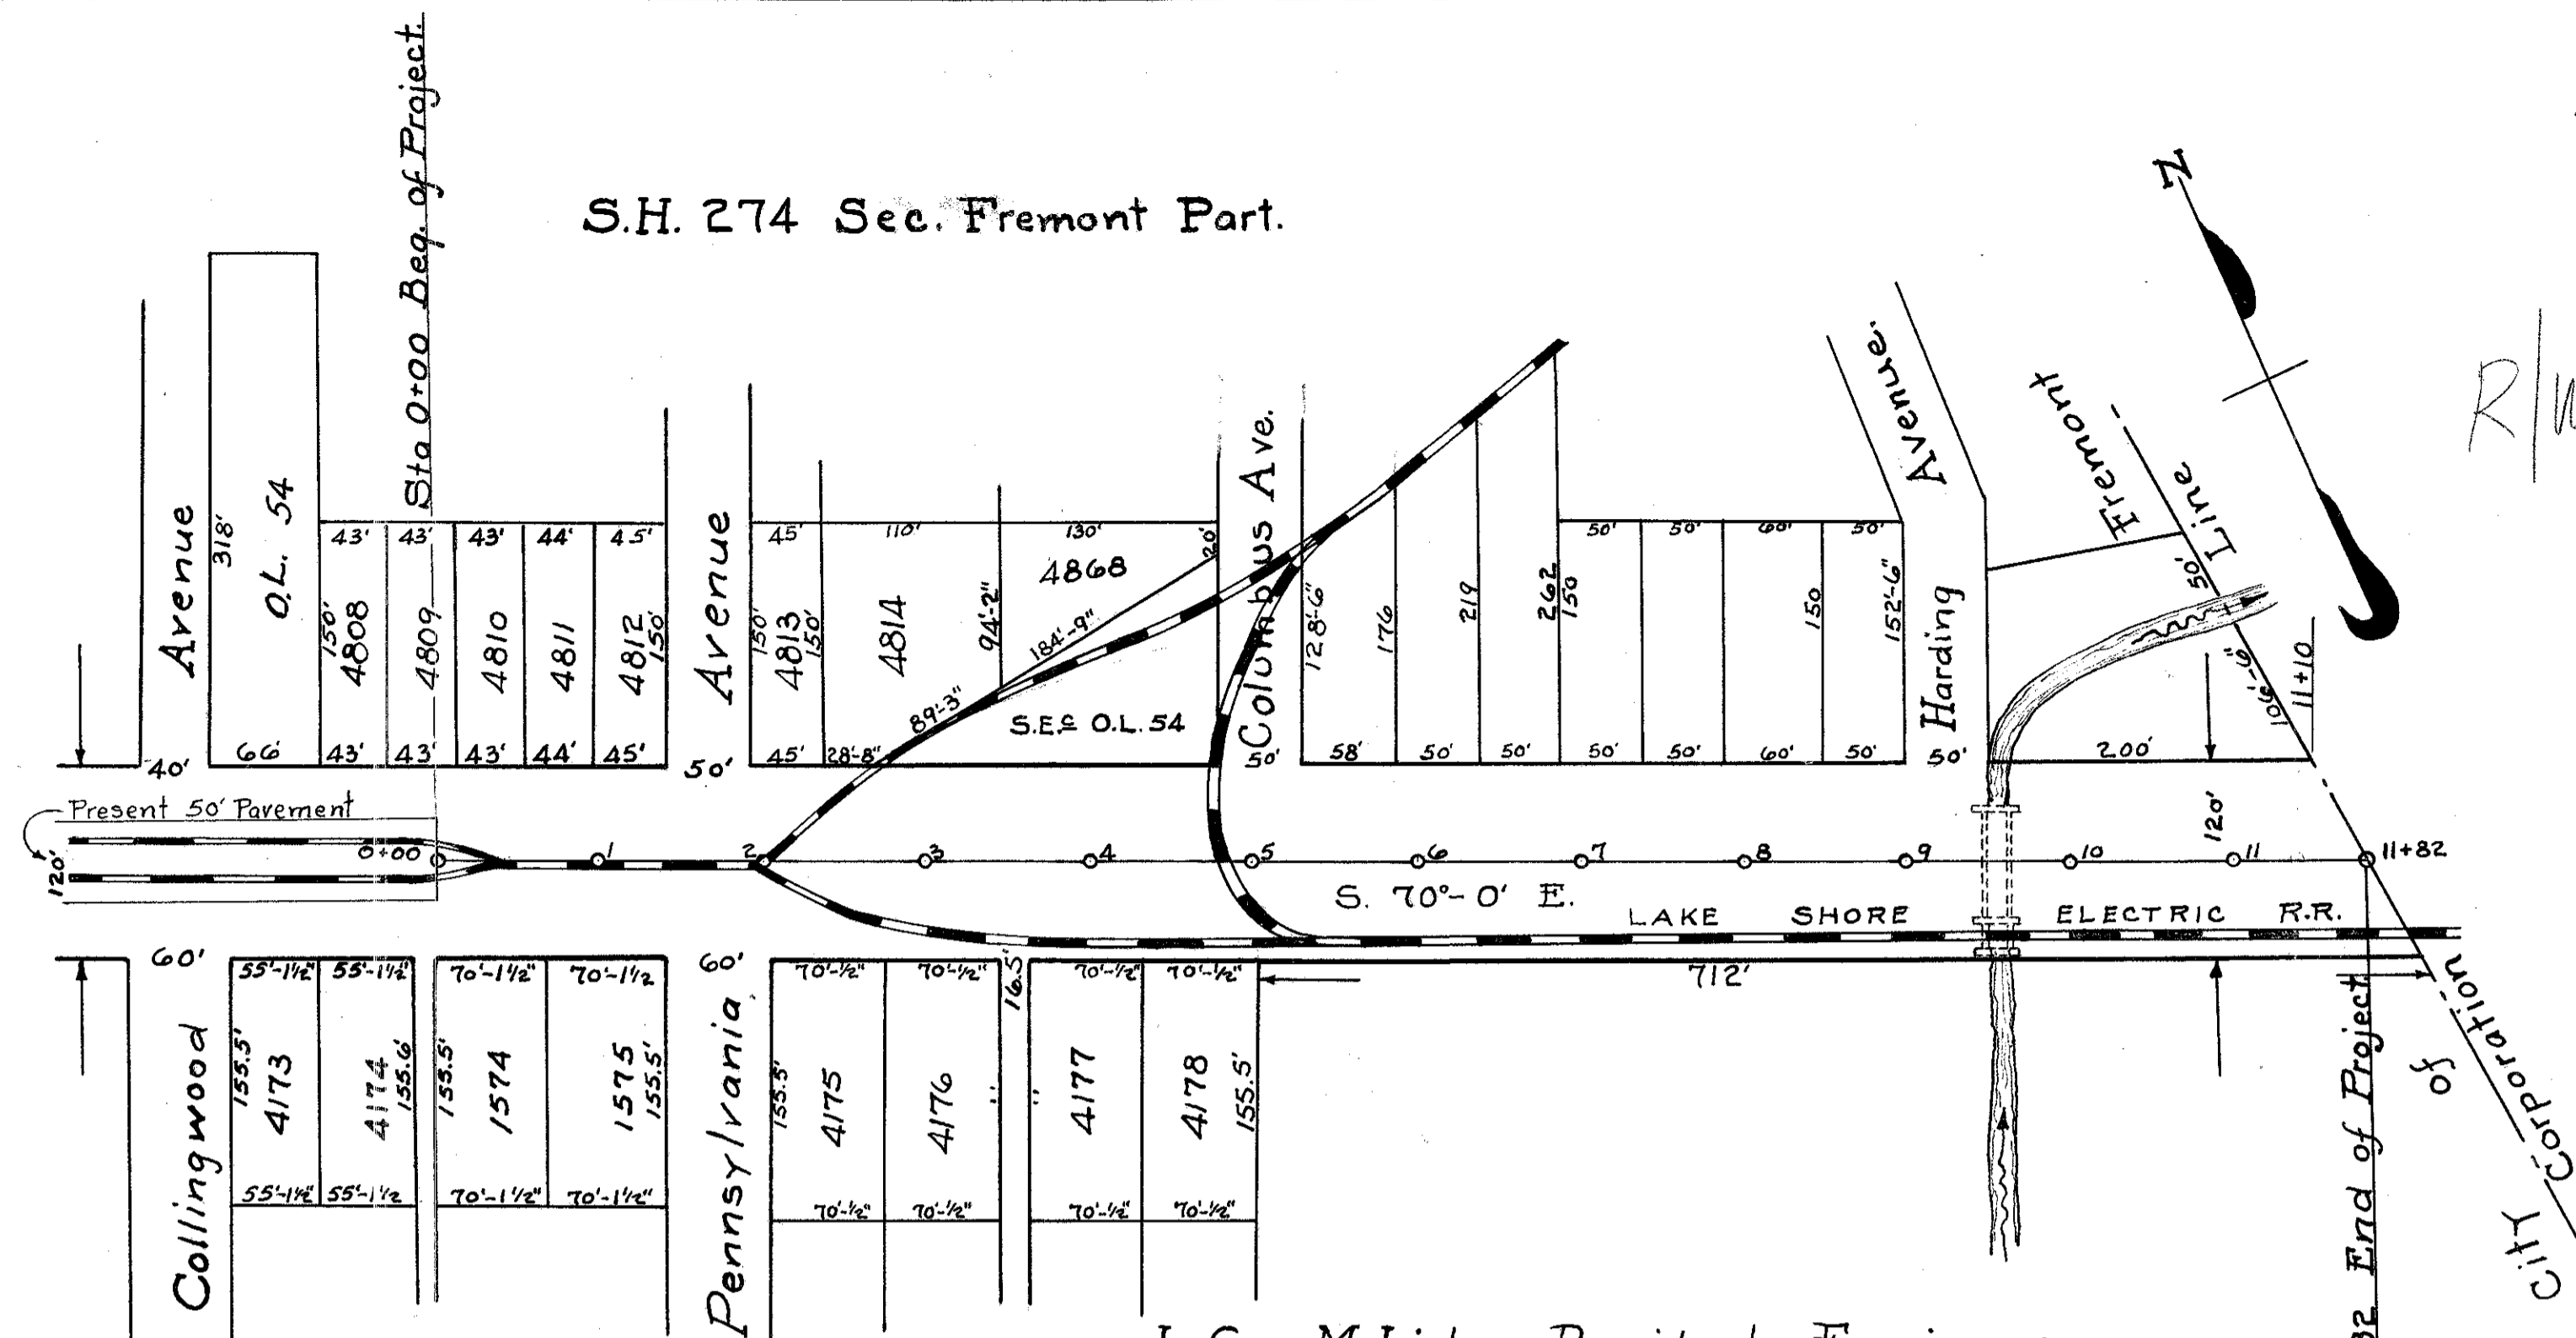 S.H. 274 Sec. Fremont Part.
Sta 0+00 Beg. of Project.
N
Avenue
318'
O.L. 54
43' 43' 43' 44' 45'
150' 4808
4809
4810
4811
4812 150'
40' 66' 43' 43' 43' 44' 45' 50'
Avenue
45' 110' 130' 20'
150' 4813 150'
4814
94'-2"
4868
184'-9"
89'-3"
S.E.c O.L. 54
45' 28'-8"
Columbus Ave.
50'
128'-6"
176
219
262
150
50' 50' 60' 50'
150
152'-6"
58' 50' 50' 50' 50' 60' 50'
Harding Avenue.
50'
Fremont
Line
50'
106'-6"
11+10
200'
120'
Present 50' Pavement
120'
0+00 1 2 3 4 5 6 7 8 9 10 11 11+82
S. 70°-0' E.
LAKE SHORE ELECTRIC R.R.
712'
60' 55'-1½" 55'-1½" 70'-1½" 70'-1½ 60' 70'-½" 70'-½" 16.5' 70'-½" 70'-½"
Collingwood
155.5' 4173
4174 155.6'
155.5' 1574
1575 155.5'
Pennsylvania
155.5' 4175
4176
4177
4178 155.5'
55'-1½" 55'-1½ 70'-1½" 70'-1½" 70'-½" 70'-½" 70'-½" 70'-½"
End of Project
City Corporation
of